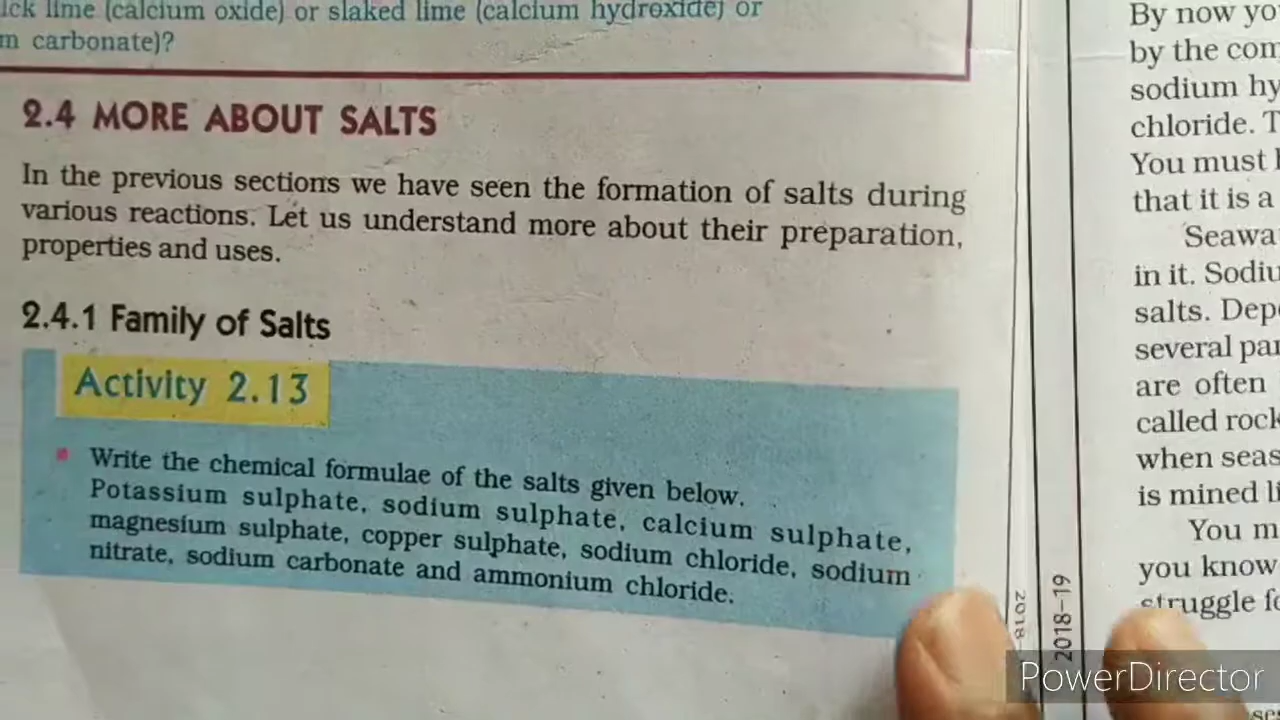 ick lime (calcium oxide) or slaked lime (calcium hydroxide) or
m carbonate)?
2.4 MORE ABOUT SALTS
In the previous sections we have seen the formation of salts during
various reactions. Let us understand more about their preparation,
properties and uses.
2.4.1 Family of Salts
Activity 2.13
Write the chemical formulae of the salts given below.
Potassium sulphate, sodium sulphate, calcium sulphate,
magnesium sulphate, copper sulphate, sodium chloride, sodium
nitrate, sodium carbonate and ammonium chloride.
2018-
2018-19
By now yo
by the com
sodium hy
chloride. T
You must
that it is a
Seawa
in it. Sodiu
salts. Depo
several par
are often
called rock
when seas
is mined li
You m
you know
struggle fo
PowerDirector